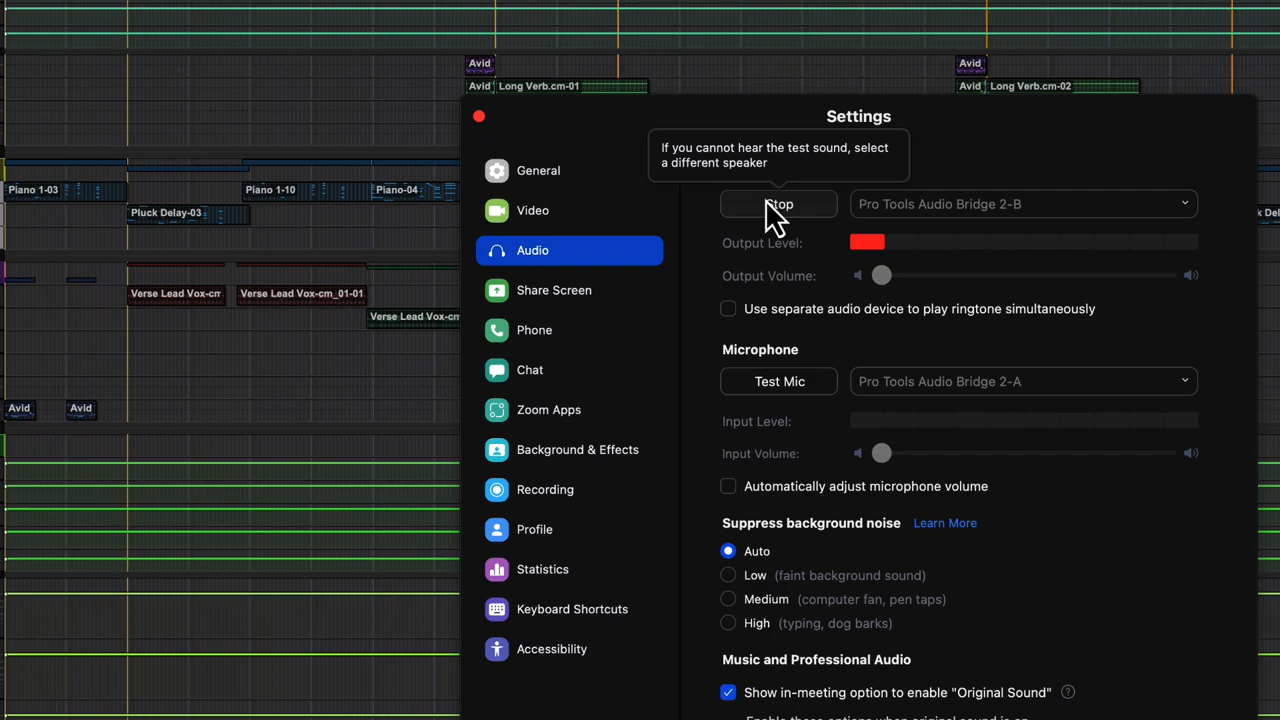 Avid
Avid
Avid
Long Verb.cm-01
Avid
Long Verb.cm-02
Settings
If you cannot hear the test sound, select
a different speaker
Piano 1-03
Piano 1-10
Piano-04
Pluck Delay-03
k De
Verse Lead Vox-cm
Verse Lead Vox-cm_01-01
Verse Lead Vox-cm
Avid
Avid
General
Video
Audio
Share Screen
Phone
Chat
Zoom Apps
Background & Effects
Recording
Profile
Statistics
Keyboard Shortcuts
Accessibility
Stop
Pro Tools Audio Bridge 2-B
Output Level:
Output Volume:
Use separate audio device to play ringtone simultaneously
Microphone
Test Mic
Pro Tools Audio Bridge 2-A
Input Level:
Input Volume:
Automatically adjust microphone volume
Suppress background noise Learn More
Auto
Low (faint background sound)
Medium (computer fan, pen taps)
High (typing, dog barks)
Music and Professional Audio
Show in-meeting option to enable "Original Sound" ?